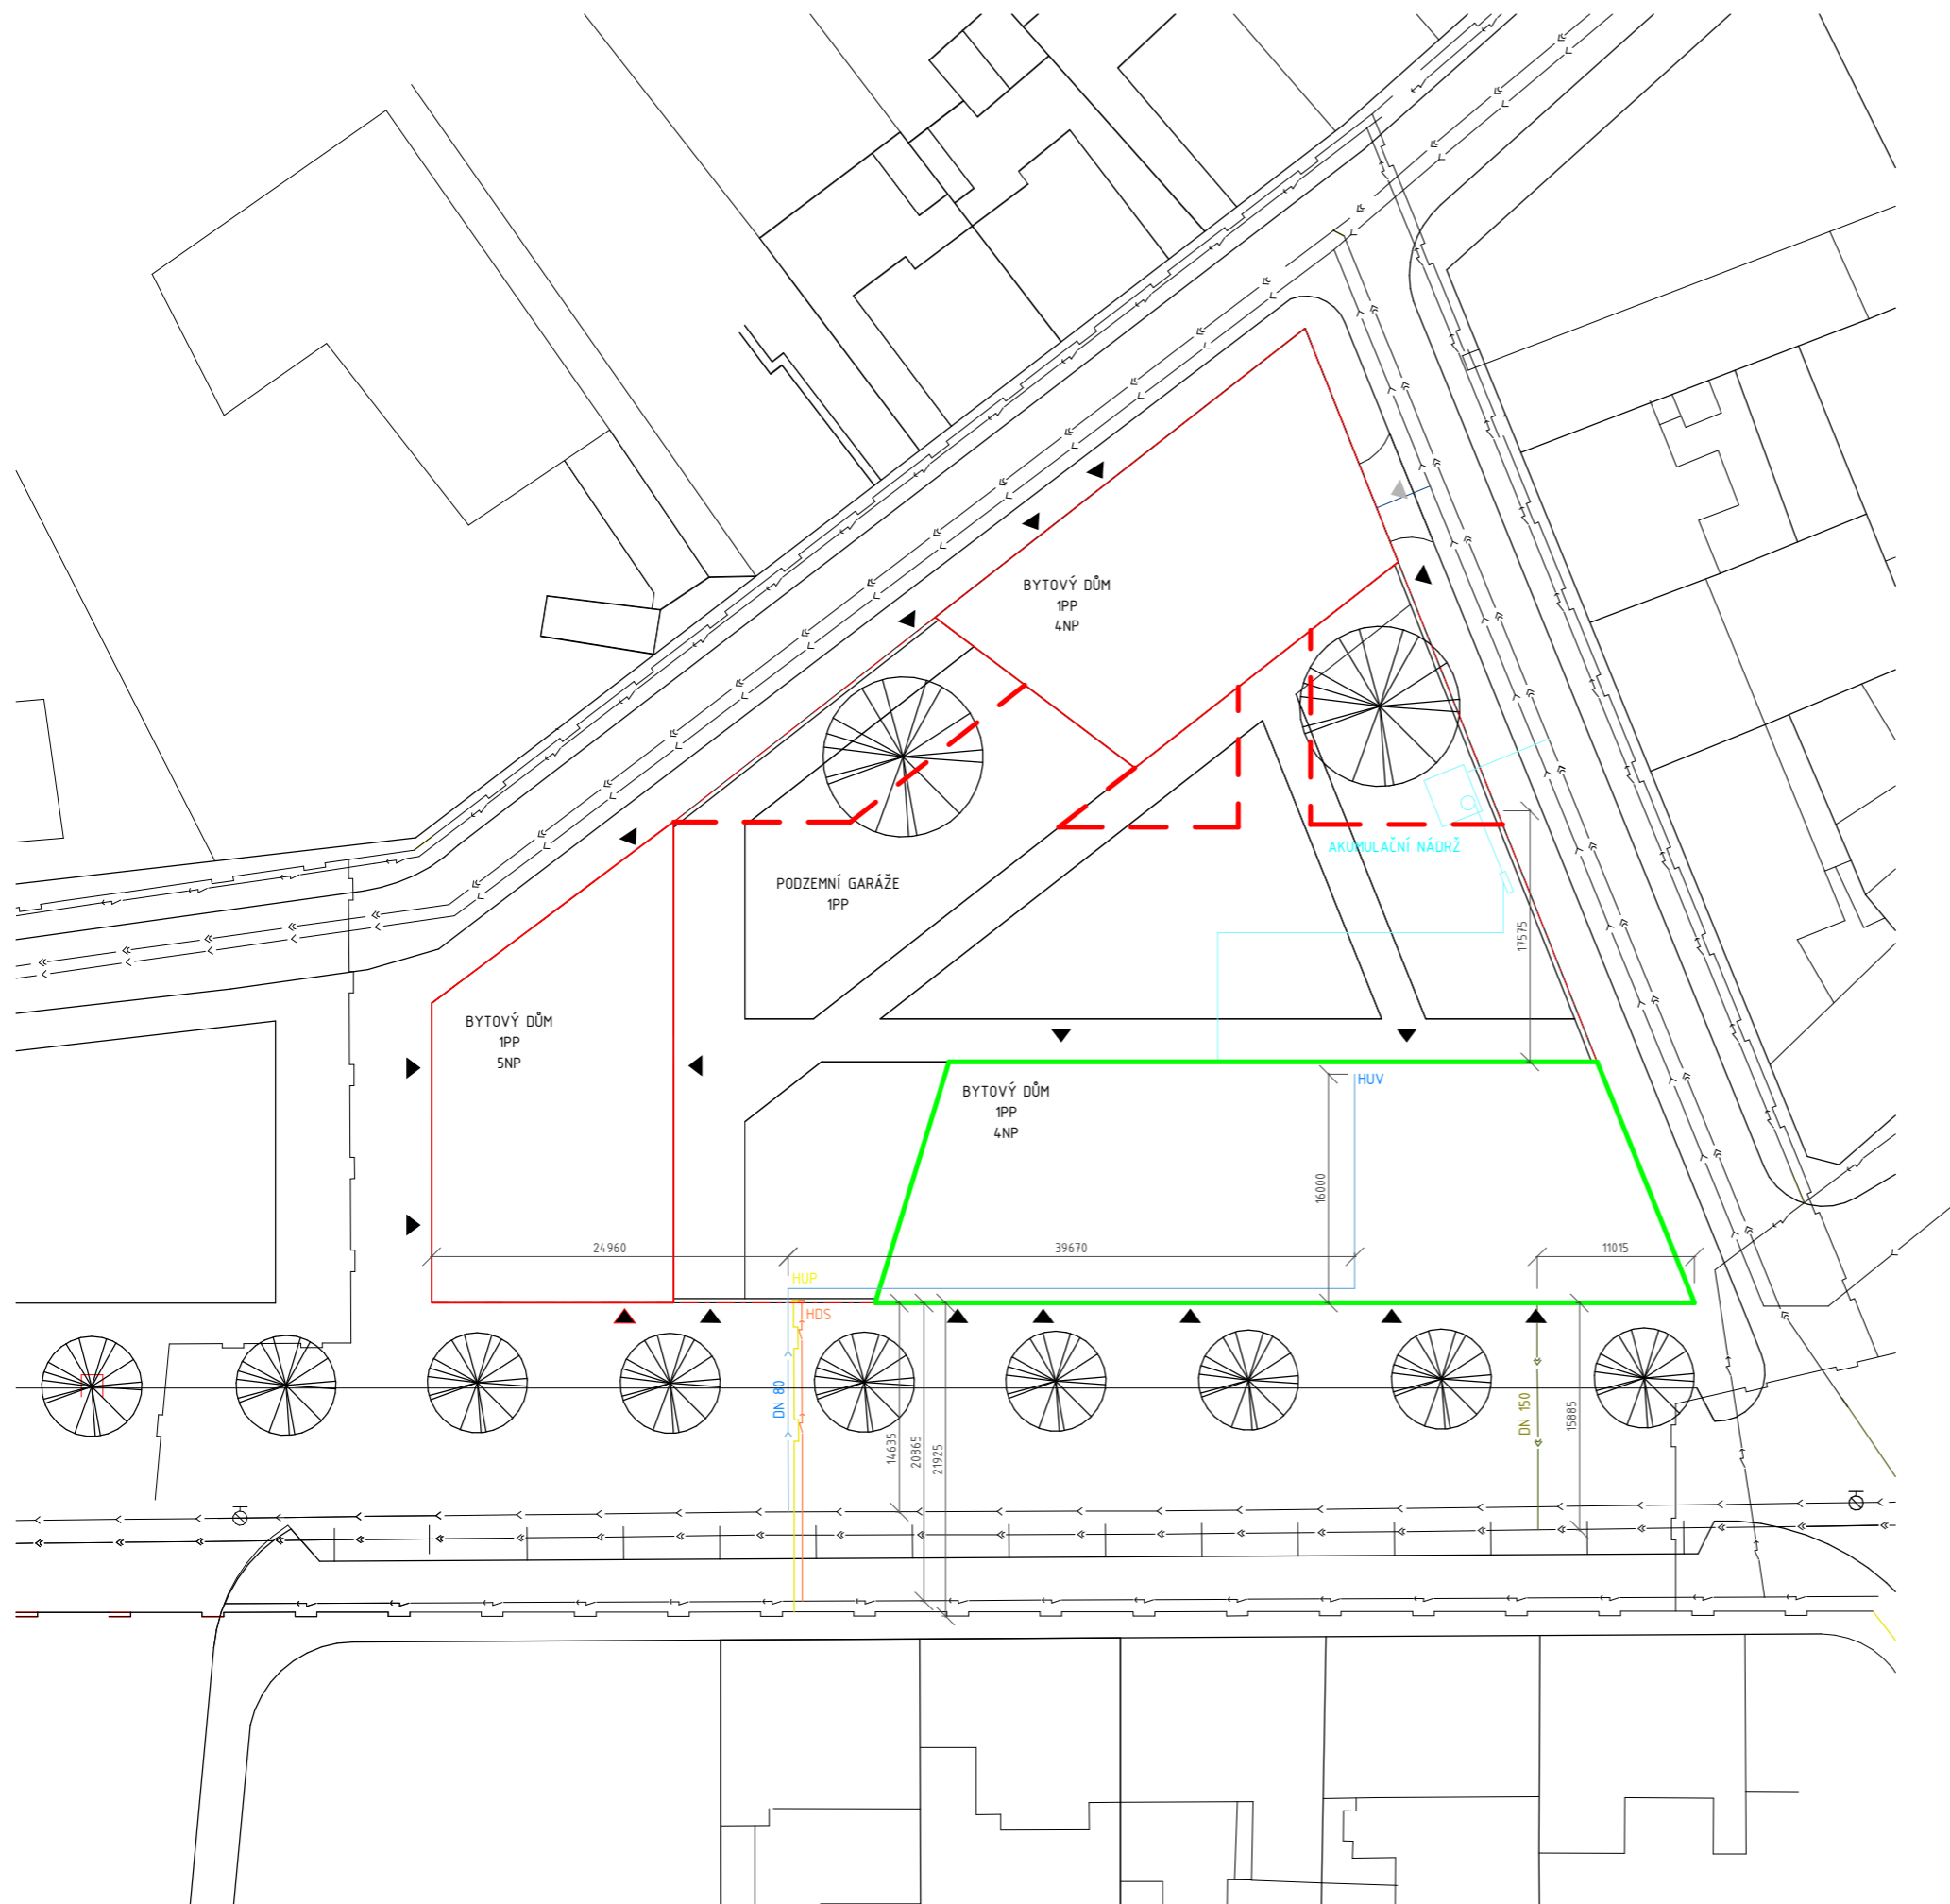 BYTOVÝ DŮM
1PP
4NP
AKUMULAČNÍ NÁDRŽ
PODZEMNÍ GARÁŽE
1PP
17575
BYTOVÝ DŮM
1PP
5NP
BYTOVÝ DŮM
1PP
4NP
HUV
16000
24960
39670
11015
HUP
HDS
DN 80
14635
20865
21925
DN 150
15885